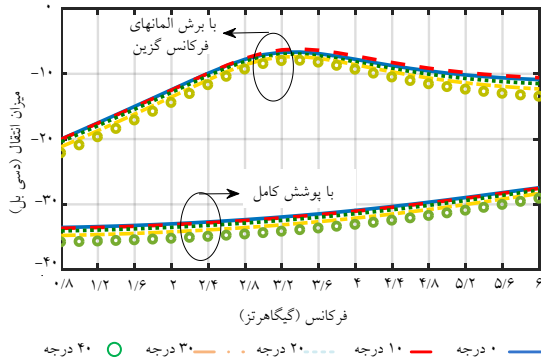 با برش المانهای
فرکانس گزین
با پوشش کامل
میزان انتقال (دسی بل)
۰
-۱۰
-۲۰
-۳۰
-۴۰
۰/۸ ۱/۲ ۱/۶ ۲ ۲/۴ ۲/۸ ۳/۲ ۳/۶ ۴ ۴/۴ ۴/۸ ۵/۲ ۵/۶ ۶
فرکانس (گیگاهرتز)
۰ درجه ۱۰ درجه ۲۰ درجه ۳۰ درجه ۴۰ درجه